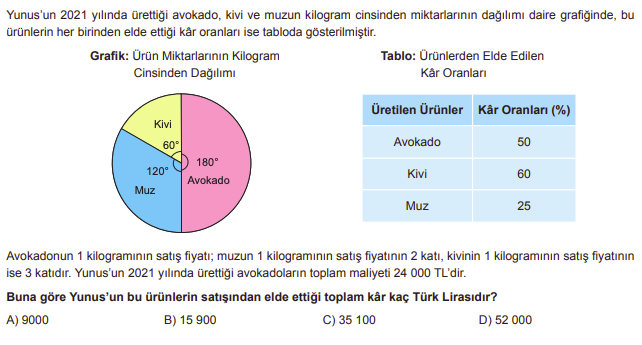 Yunus'un 2021 yılında ürettiği avokado, kivi ve muzun kilogram cinsinden miktarlarının dağılımı daire grafiğinde, bu
ürünlerin her birinden elde ettiği kâr oranları ise tabloda gösterilmiştir.
Grafik: Ürün Miktarlarının Kilogram
Cinsinden Dağılımı
Kivi
60°
120°
Muz
180°
Avokado
Tablo: Ürünlerden Elde Edilen
Kâr Oranları
Üretilen Ürünler Kâr Oranları (%)
Avokado 50
Kivi 60
Muz 25
Avokadonun 1 kilogramının satış fiyatı; muzun 1 kilogramının satış fiyatının 2 katı, kivinin 1 kilogramının satış fiyatının
ise 3 katıdır. Yunus'un 2021 yılında ürettiği avokadoların toplam maliyeti 24 000 TL'dir.
Buna göre Yunus'un bu ürünlerin satışından elde ettiği toplam kâr kaç Türk Lirasıdır?
A) 9000 B) 15 900 C) 35 100 D) 52 000